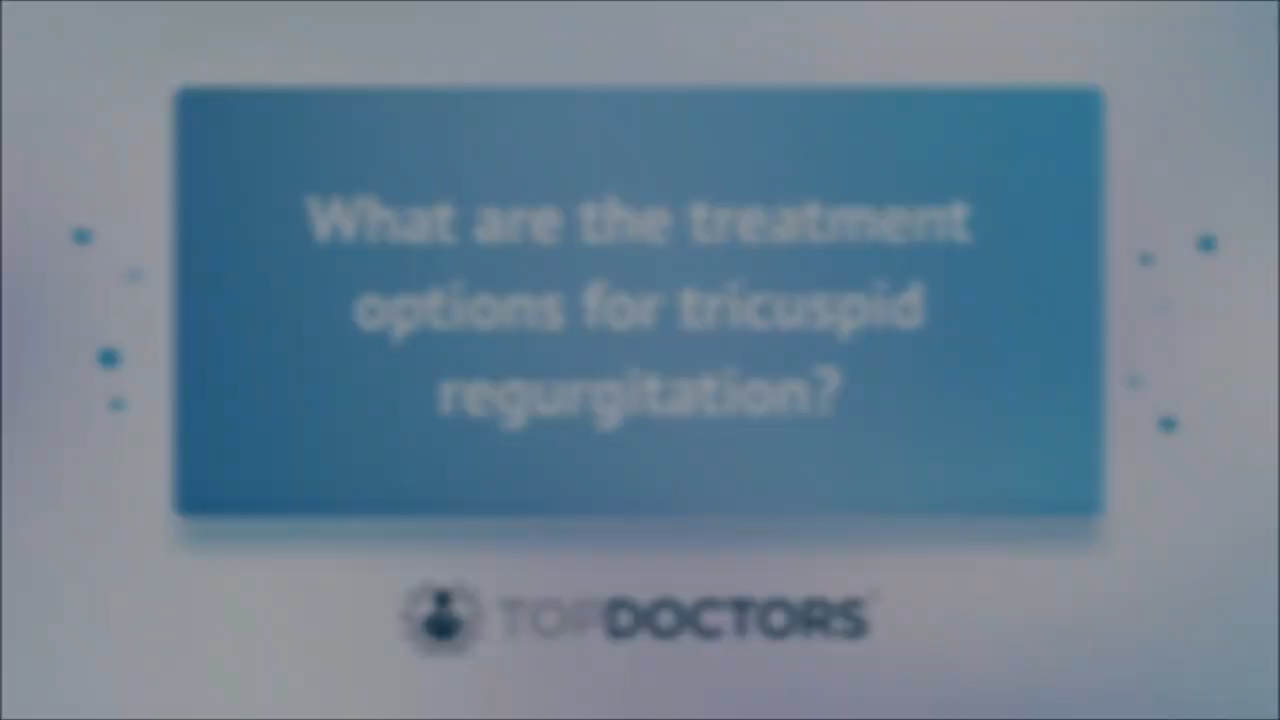 What are the treatment
options for tricuspid
regurgitation?
TOPDOCTORS